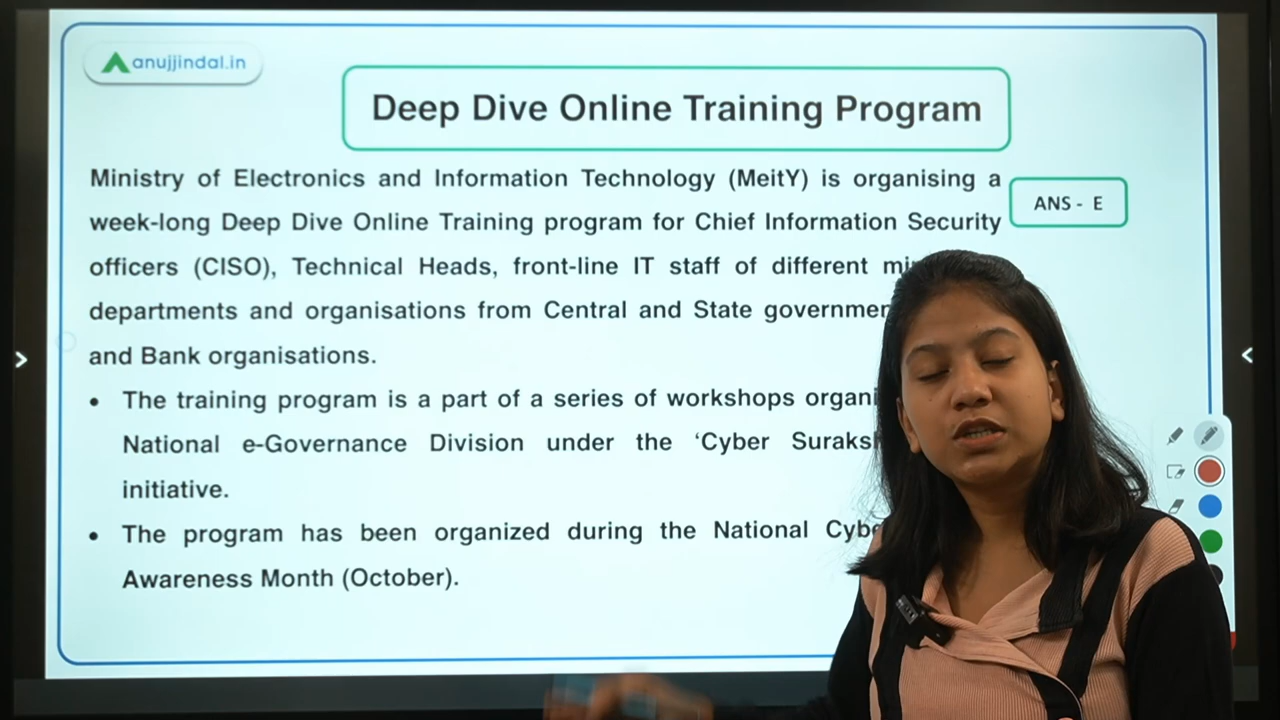 anujjindal.in
Deep Dive Online Training Program
Ministry of Electronics and Information Technology (MeitY) is organising a
week-long Deep Dive Online Training program for Chief Information Security
ANS - E
officers (CISO), Technical Heads, front-line IT staff of different
departments and organisations from Central and State
and Bank organisations.
• The training program is a part of a series of workshops
National e-Governance Division under the ‘Cyber
initiative.
• The program has been organized during the National
Awareness Month (October).